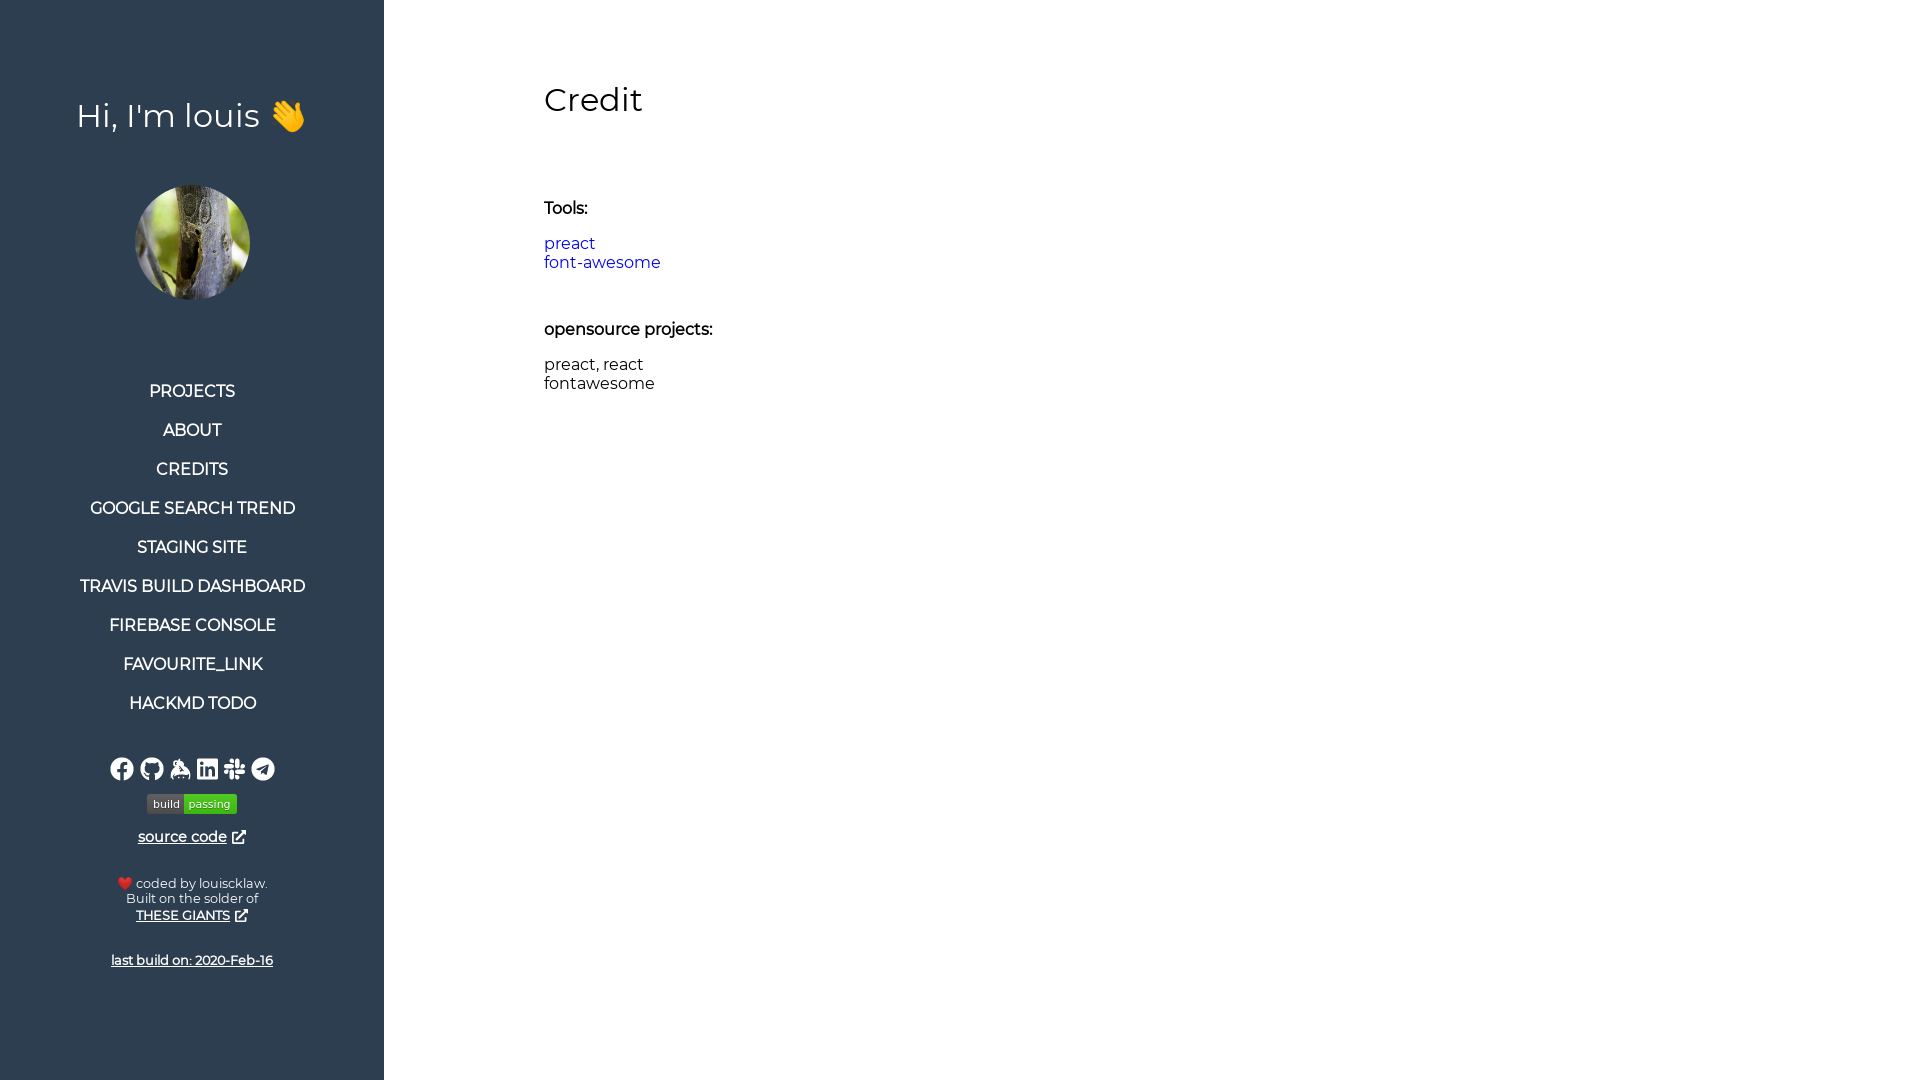 Hi, I'm louis 👋
PROJECTS
ABOUT
CREDITS
GOOGLE SEARCH TREND
STAGING SITE
TRAVIS BUILD DASHBOARD
FIREBASE CONSOLE
FAVOURITE_LINK
HACKMD TODO
build passing
source code
❤️ coded by louiscklaw.
Built on the solder of
THESE GIANTS
last build on: 2020-Feb-16
Credit
Tools:
preact
font-awesome
opensource projects:
preact, react
fontawesome